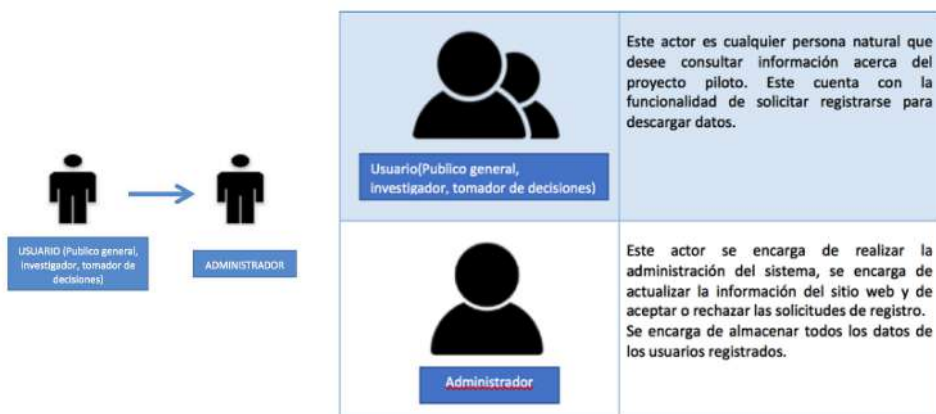 USUARIO (Publico general,
investigador, tomador de
decisiones)
ADMINISTRADOR
Usuario(Publico general,
investigador, tomador de decisiones)
Este actor es cualquier persona natural que
desee consultar información acerca del
proyecto piloto. Este cuenta con la
funcionalidad de solicitar registrarse para
descargar datos.
Administrador
Este actor se encarga de realizar la
administración del sistema, se encarga de
actualizar la información del sitio web y de
aceptar o rechazar las solicitudes de registro.
Se encarga de almacenar todos los datos de
los usuarios registrados.